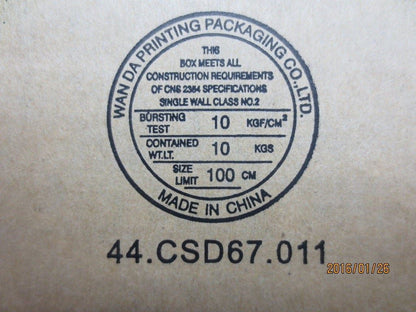 WAN DA PRINTING PACKAGING CO.,LTD.
THIS
BOX MEETS ALL
CONSTRUCTION REQUIREMENTS
OF CNS 2354 SPECIFICATIONS
SINGLE WALL CLASS NO.2
BURSTING TEST 10 KGF/CM²
CONTAINED WT.LT. 10 KGS
SIZE LIMIT 100 CM
MADE IN CHINA
44.CSD67.011
2015/01/26